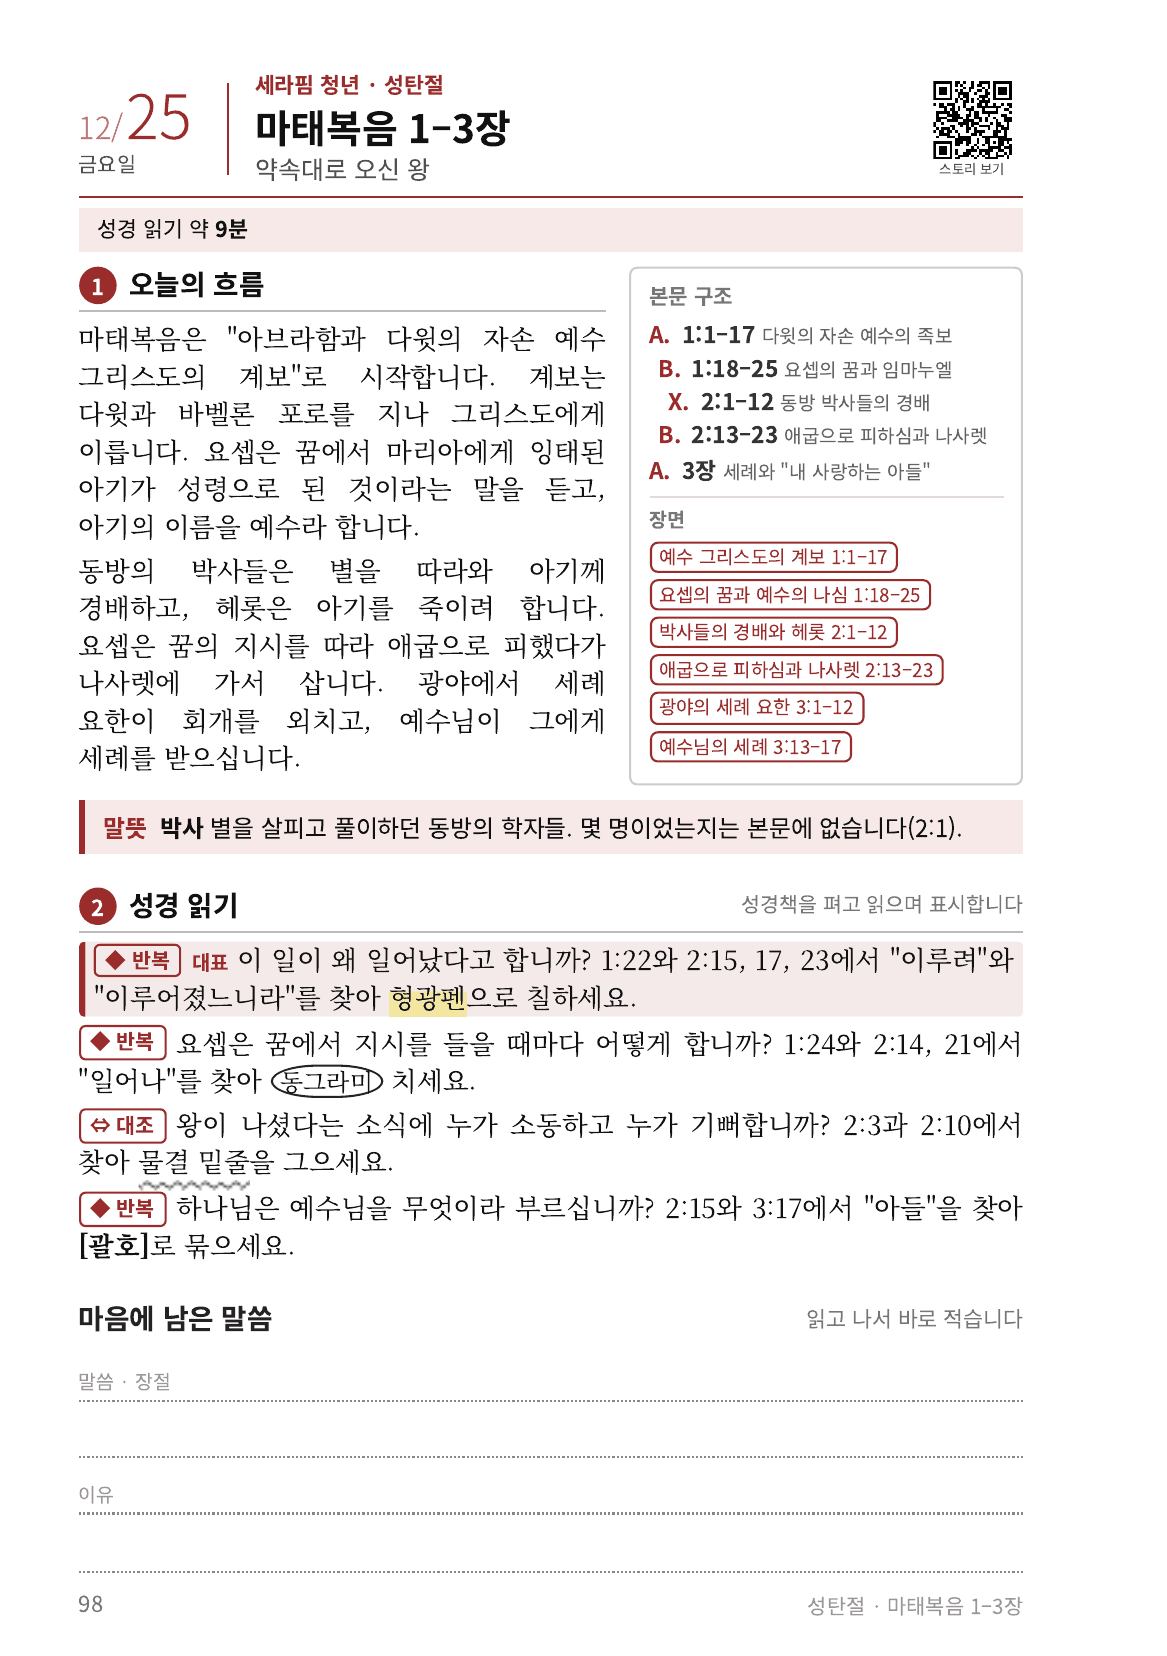 12/25
금요일
세라핌 청년 · 성탄절
마태복음 1–3장
약속대로 오신 왕
스토리 보기
성경 읽기 약 9분
1 오늘의 흐름
마태복음은 "아브라함과 다윗의 자손 예수
그리스도의 계보"로 시작합니다. 계보는
다윗과 바벨론 포로를 지나 그리스도에게
이릅니다. 요셉은 꿈에서 마리아에게 잉태된
아기가 성령으로 된 것이라는 말을 듣고,
아기의 이름을 예수라 합니다.
동방의 박사들은 별을 따라와 아기께
경배하고, 헤롯은 아기를 죽이려 합니다.
요셉은 꿈의 지시를 따라 애굽으로 피했다가
나사렛에 가서 삽니다. 광야에서 세례
요한이 회개를 외치고, 예수님이 그에게
세례를 받으십니다.
본문 구조
A. 1:1–17 다윗의 자손 예수의 족보
B. 1:18–25 요셉의 꿈과 임마누엘
X. 2:1–12 동방 박사들의 경배
B. 2:13–23 애굽으로 피하심과 나사렛
A. 3장 세례와 "내 사랑하는 아들"
장면
예수 그리스도의 계보 1:1–17
요셉의 꿈과 예수의 나심 1:18–25
박사들의 경배와 헤롯 2:1–12
애굽으로 피하심과 나사렛 2:13–23
광야의 세례 요한 3:1–12
예수님의 세례 3:13–17
말뜻 박사 별을 살피고 풀이하던 동방의 학자들. 몇 명이었는지는 본문에 없습니다(2:1).
2 성경 읽기
성경책을 펴고 읽으며 표시합니다
◆ 반복 대표 이 일이 왜 일어났다고 합니까? 1:22와 2:15, 17, 23에서 "이루려"와
"이루어졌느니라"를 찾아 형광펜으로 칠하세요.
◆ 반복 요셉은 꿈에서 지시를 들을 때마다 어떻게 합니까? 1:24와 2:14, 21에서
"일어나"를 찾아 동그라미 치세요.
⇔ 대조 왕이 나셨다는 소식에 누가 소동하고 누가 기뻐합니까? 2:3과 2:10에서
찾아 물결 밑줄을 그으세요.
◆ 반복 하나님은 예수님을 무엇이라 부르십니까? 2:15와 3:17에서 "아들"을 찾아
[괄호]로 묶으세요.
마음에 남은 말씀
읽고 나서 바로 적습니다
말씀 · 장절
이유
98
성탄절 · 마태복음 1–3장